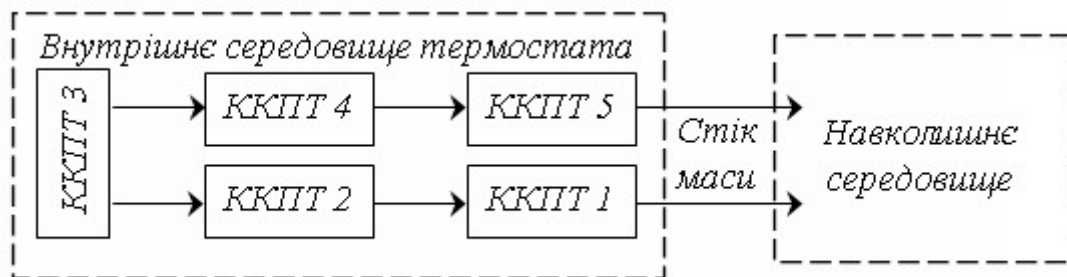 Внутрішнє середовище термостата
ККПТ 3
ККПТ 4
ККПТ 5
ККПТ 2
ККПТ 1
Стік
маси
Навколишнє
середовище